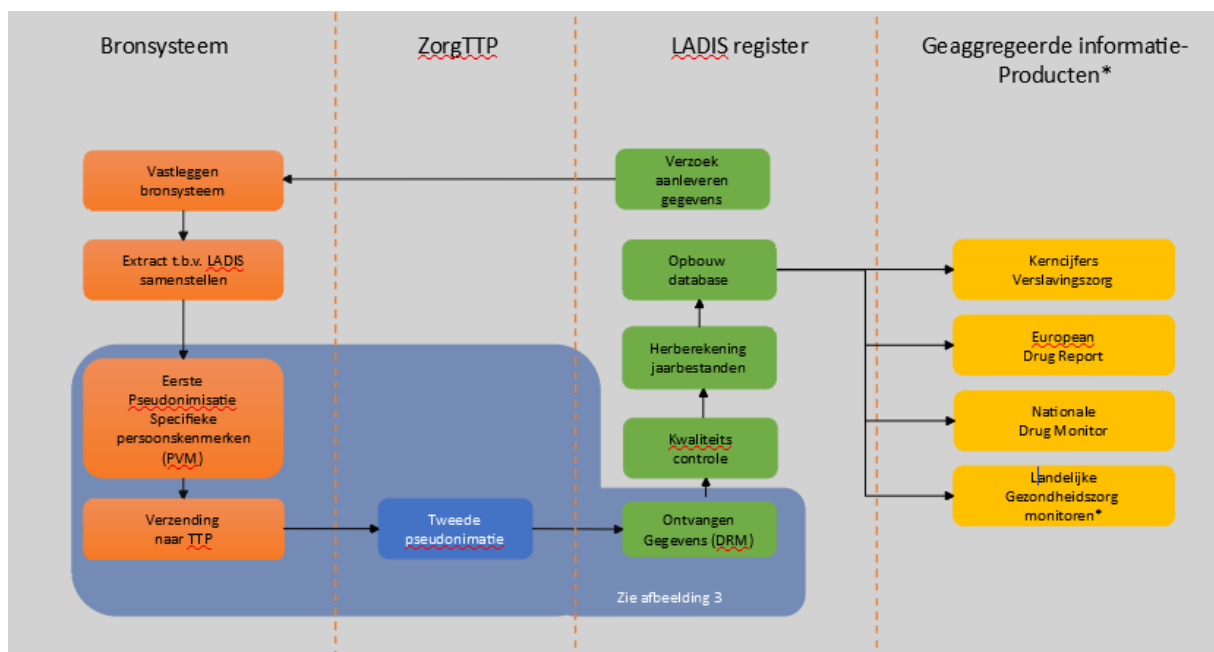 Bronsysteem
ZorgTTP
LADIS register
Geaggregeerde informatie-
Producten*
Vastleggen
bronsysteem
Verzoek
aanleveren
gegevens
Extract t.b.v. LADIS
samenstellen
Opbouw
database
Kerncijfers
Verslavingszorg
Herberekening
jaarbestanden
European
Drug Report
Eerste
Pseudonimisatie
Specifieke
persoonskenmerken
(PVM)
Kwaliteits
controle
Nationale
Drug Monitor
Landelijke
Gezondheidszorg
monitoren*
Verzending
naar TTP
Tweede
pseudonimatie
Ontvangen
Gegevens (DRM)
Zie afbeelding 3